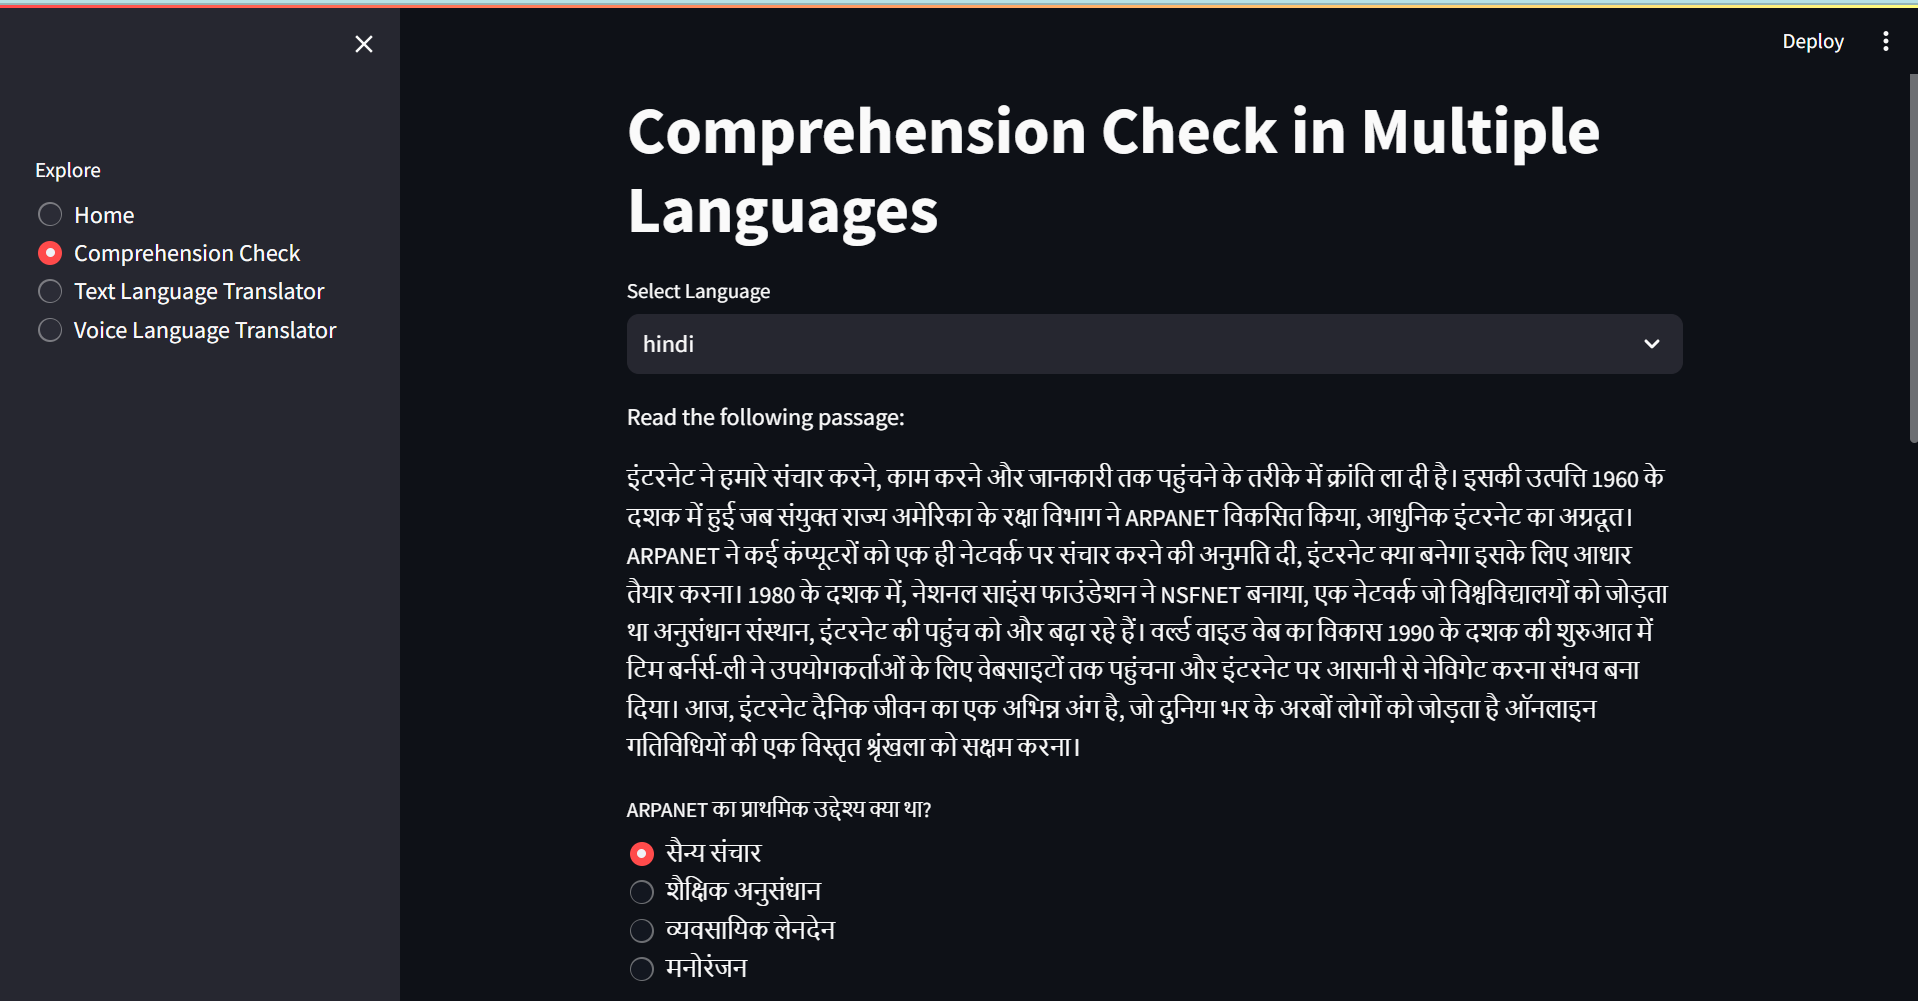 Deploy
Explore
Home
Comprehension Check
Text Language Translator
Voice Language Translator
Comprehension Check in Multiple
Languages
Select Language
hindi
Read the following passage:
इंटरनेट ने हमारे संचार करने, काम करने और जानकारी तक पहुंचने के तरीके में क्रांति ला दी है। इसकी उत्पत्ति 1960 के
दशक में हुई जब संयुक्त राज्य अमेरिका के रक्षा विभाग ने ARPANET विकसित किया, आधुनिक इंटरनेट का अग्रदूत।
ARPANET ने कई कंप्यूटरों को एक ही नेटवर्क पर संचार करने की अनुमति दी, इंटरनेट क्या बनेगा इसके लिए आधार
तैयार करना। 1980 के दशक में, नेशनल साइंस फाउंडेशन ने NSFNET बनाया, एक नेटवर्क जो विश्वविद्यालयों को जोड़ता
था अनुसंधान संस्थान, इंटरनेट की पहुंच को और बढ़ा रहे हैं। वर्ल्ड वाइड वेब का विकास 1990 के दशक की शुरुआत में
टिम बर्नर्स-ली ने उपयोगकर्ताओं के लिए वेबसाइटों तक पहुंचना और इंटरनेट पर आसानी से नेविगेट करना संभव बना
दिया। आज, इंटरनेट दैनिक जीवन का एक अभिन्न अंग है, जो दुनिया भर के अरबों लोगों को जोड़ता है ऑनलाइन
गतिविधियों की एक विस्तृत श्रृंखला को सक्षम करना।
ARPANET का प्राथमिक उद्देश्य क्या था?
सैन्य संचार
शैक्षिक अनुसंधान
व्यवसायिक लेनदेन
मनोरंजन